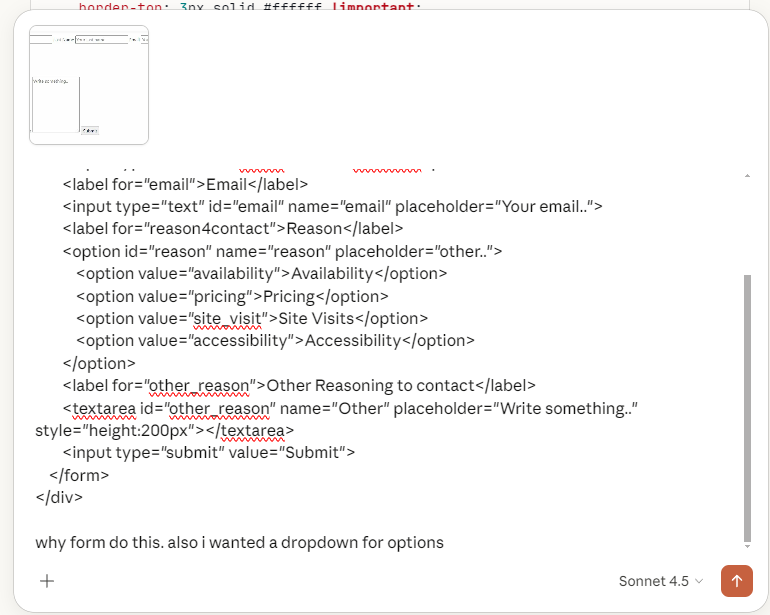 border-top: 3px solid #ffffff !important;
Write something..
Submit
<label for="email">Email</label>
<input type="text" id="email" name="email" placeholder="Your email..">
<label for="reason4contact">Reason</label>
<option id="reason" name="reason" placeholder="other..">
<option value="availability">Availability</option>
<option value="pricing">Pricing</option>
<option value="site_visit">Site Visits</option>
<option value="accessibility">Accessibility</option>
</option>
<label for="other_reason">Other Reasoning to contact</label>
<textarea id="other_reason" name="Other" placeholder="Write something.."
style="height:200px"></textarea>
<input type="submit" value="Submit">
</form>
</div>
why form do this. also i wanted a dropdown for options
Sonnet 4.5